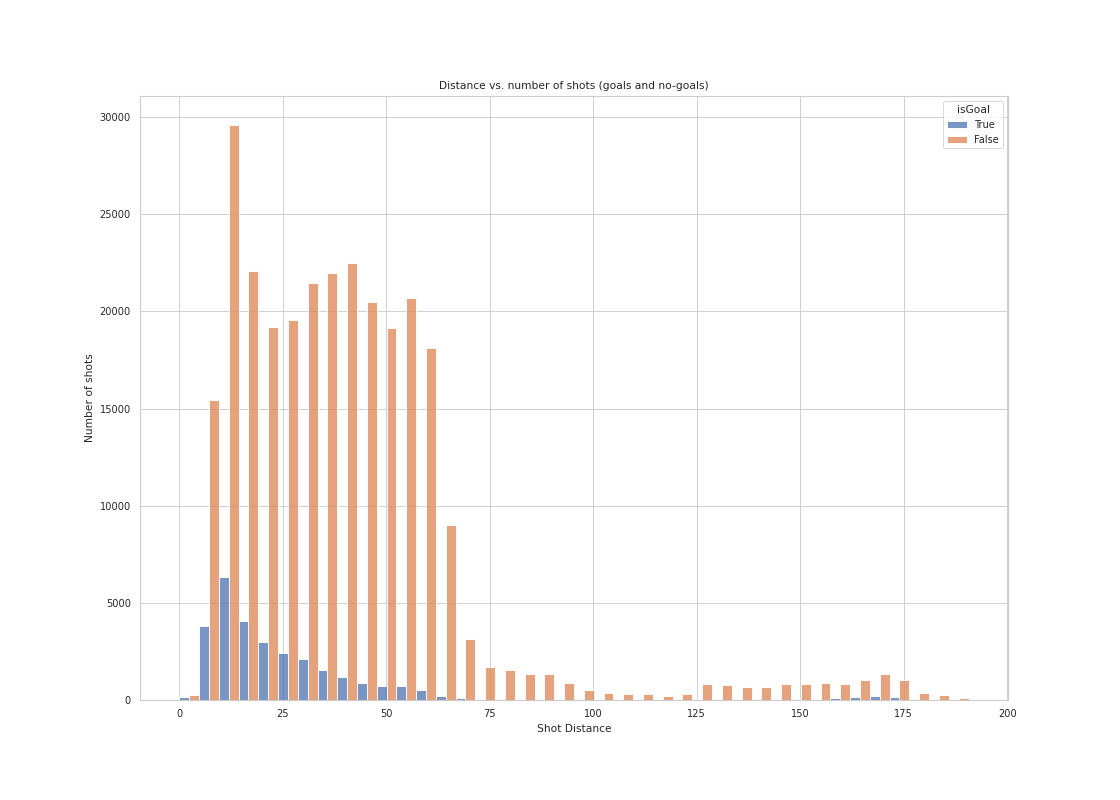 Distance vs. number of shots (goals and no-goals)
isGoal
True
False
30000
25000
20000
15000
10000
5000
0
Number of shots
0 25 50 75 100 125 150 175 200
Shot Distance